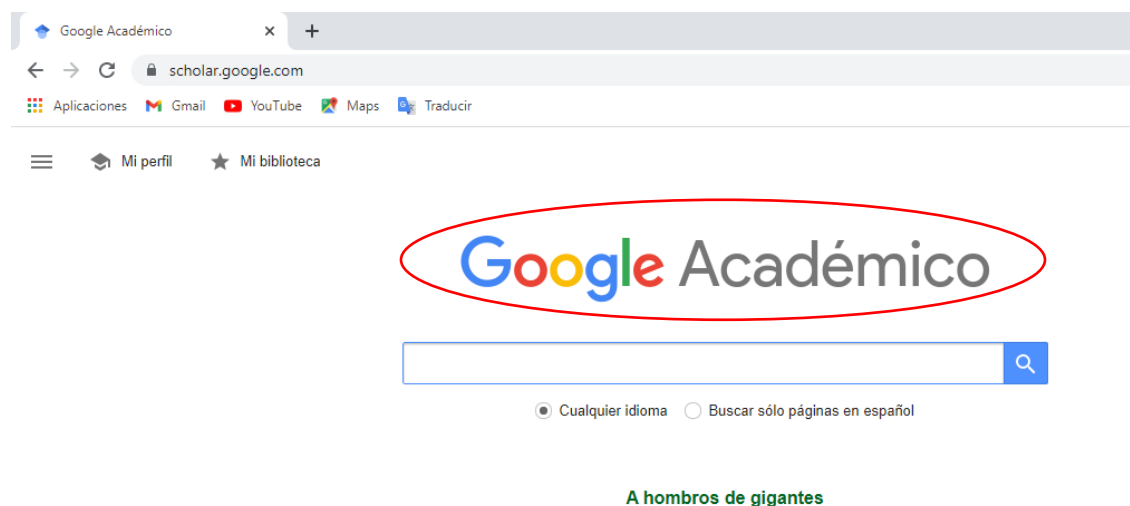 Google Académico
scholar.google.com
Aplicaciones Gmail YouTube Maps Traducir
Mi perfil Mi biblioteca
Google Académico
Cualquier idioma Buscar sólo páginas en español
A hombros de gigantes